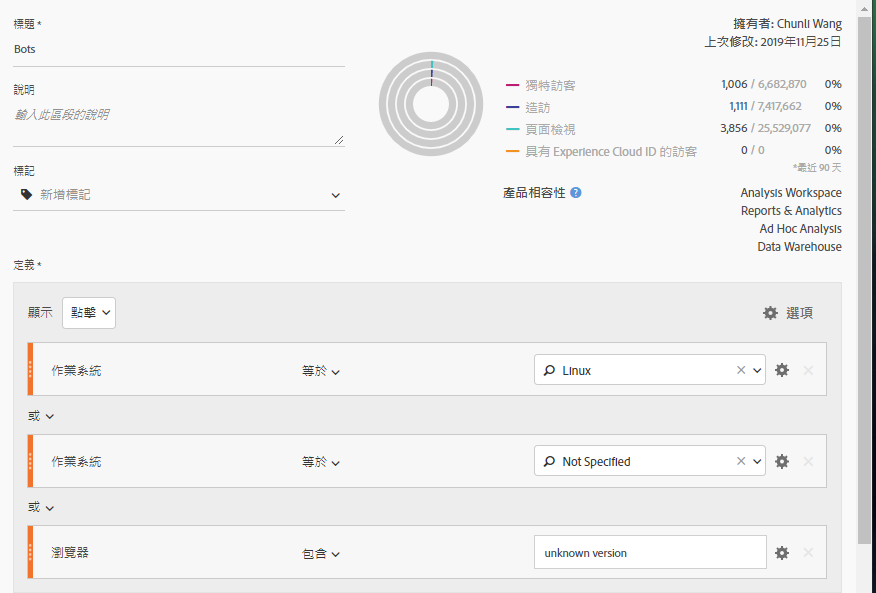 標題 *
Bots
說明
輸入此區段的說明
標記
新增標記
擁有者: Chunli Wang
上次修改: 2019年11月25日
獨特訪客 1,006 / 6,682,870 0%
造訪 1,111 / 7,417,662 0%
頁面檢視 3,856 / 25,529,077 0%
具有 Experience Cloud ID 的訪客 0 / 0 0%
*最近 90 天
產品相容性 ?
Analysis Workspace
Reports & Analytics
Ad Hoc Analysis
Data Warehouse
定義 *
顯示 點擊 選項
作業系統 等於 Linux
或
作業系統 等於 Not Specified
或
瀏覽器 包含 unknown version